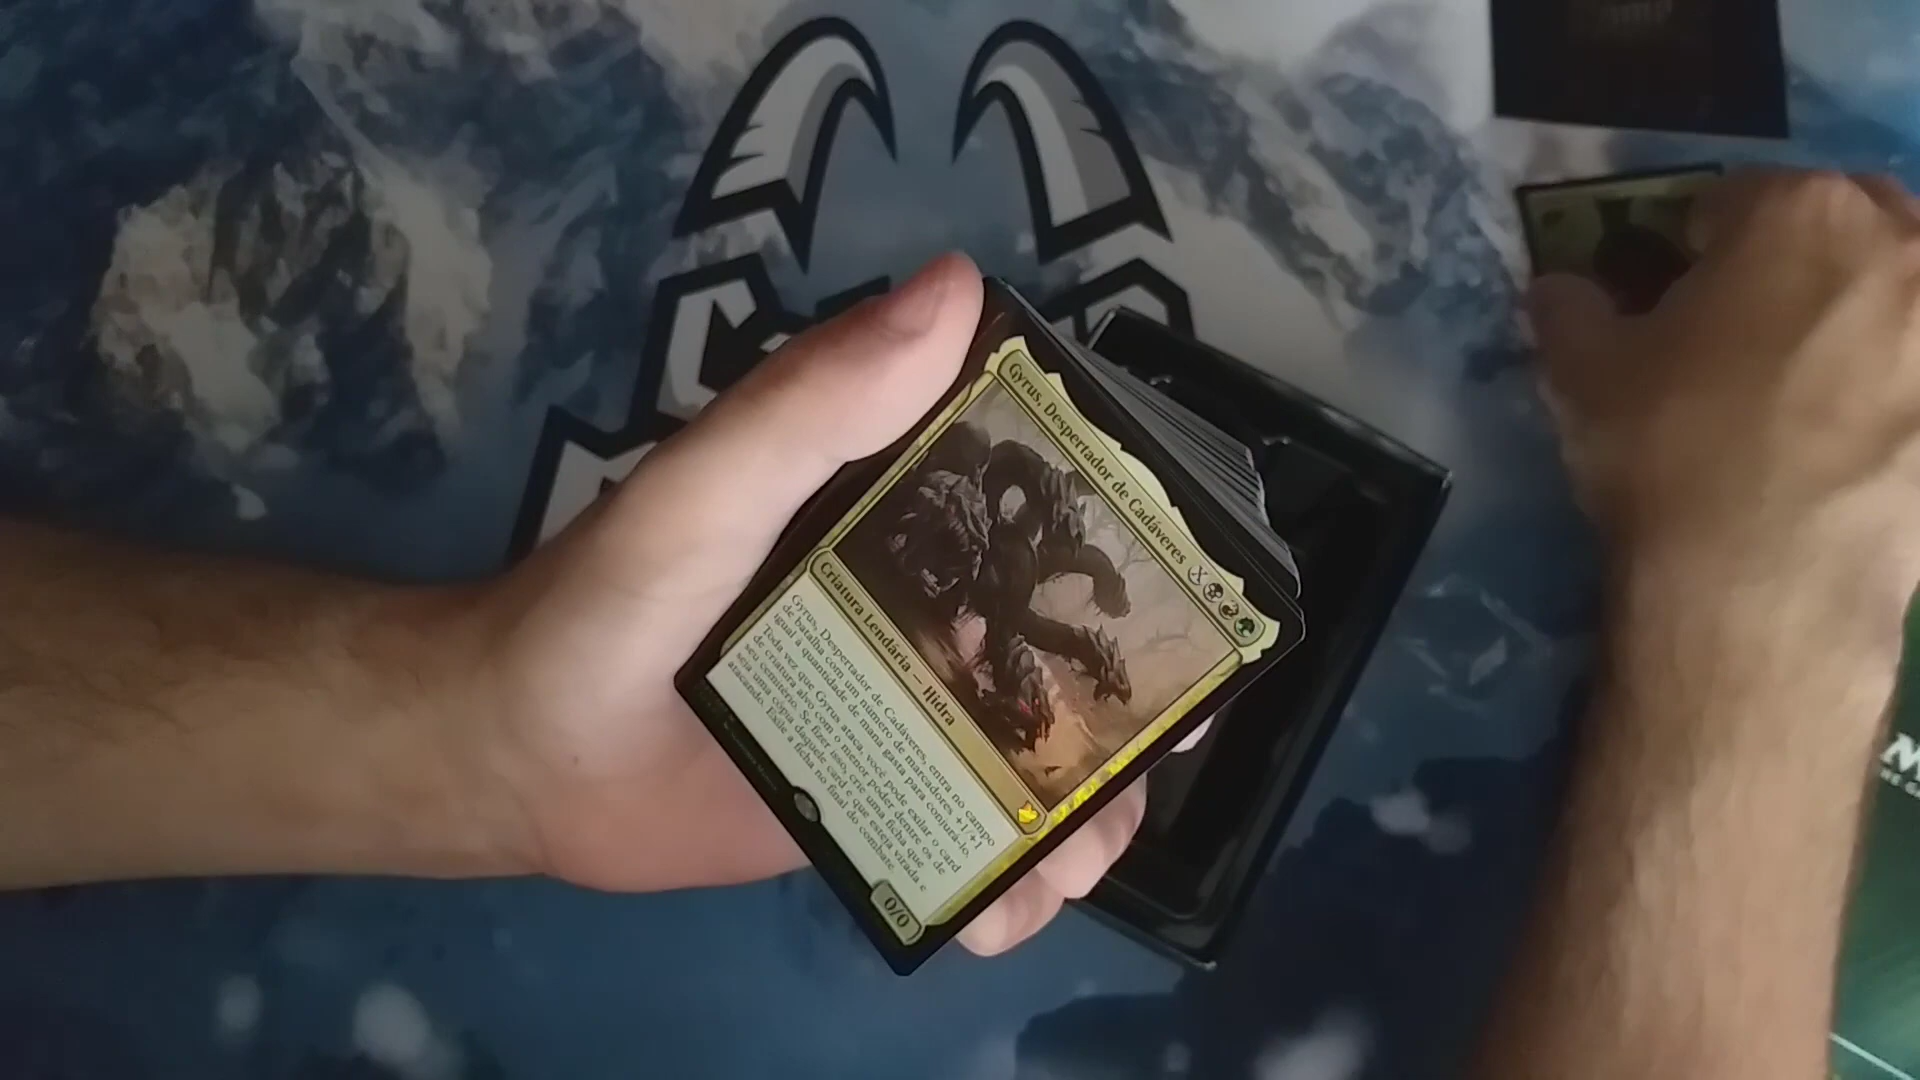 Gyrus, Despertador de Cadáveres X
Criatura Lendária — Hidra
Gyrus, Despertador de Cadáveres, entra no campo
de batalha com um número de marcadores +1/+1
igual à quantidade de mana gasta para conjurá-lo.
Toda vez que Gyrus ataca, você pode exilar o card
de criatura alvo com o menor poder dentre os de
seu cemitério. Se fizer isso, crie uma ficha que
seja uma cópia daquele card e que esteja virada e
atacando. Exile a ficha no final do combate.
0/0